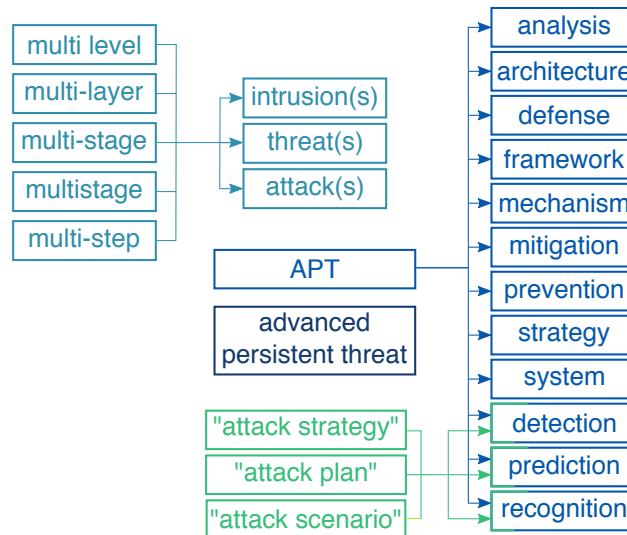 multi level
multi-layer
multi-stage
multistage
multi-step
intrusion(s)
threat(s)
attack(s)
APT
advanced
persistent threat
"attack strategy"
"attack plan"
"attack scenario"
analysis
architecture
defense
framework
mechanism
mitigation
prevention
strategy
system
detection
prediction
recognition